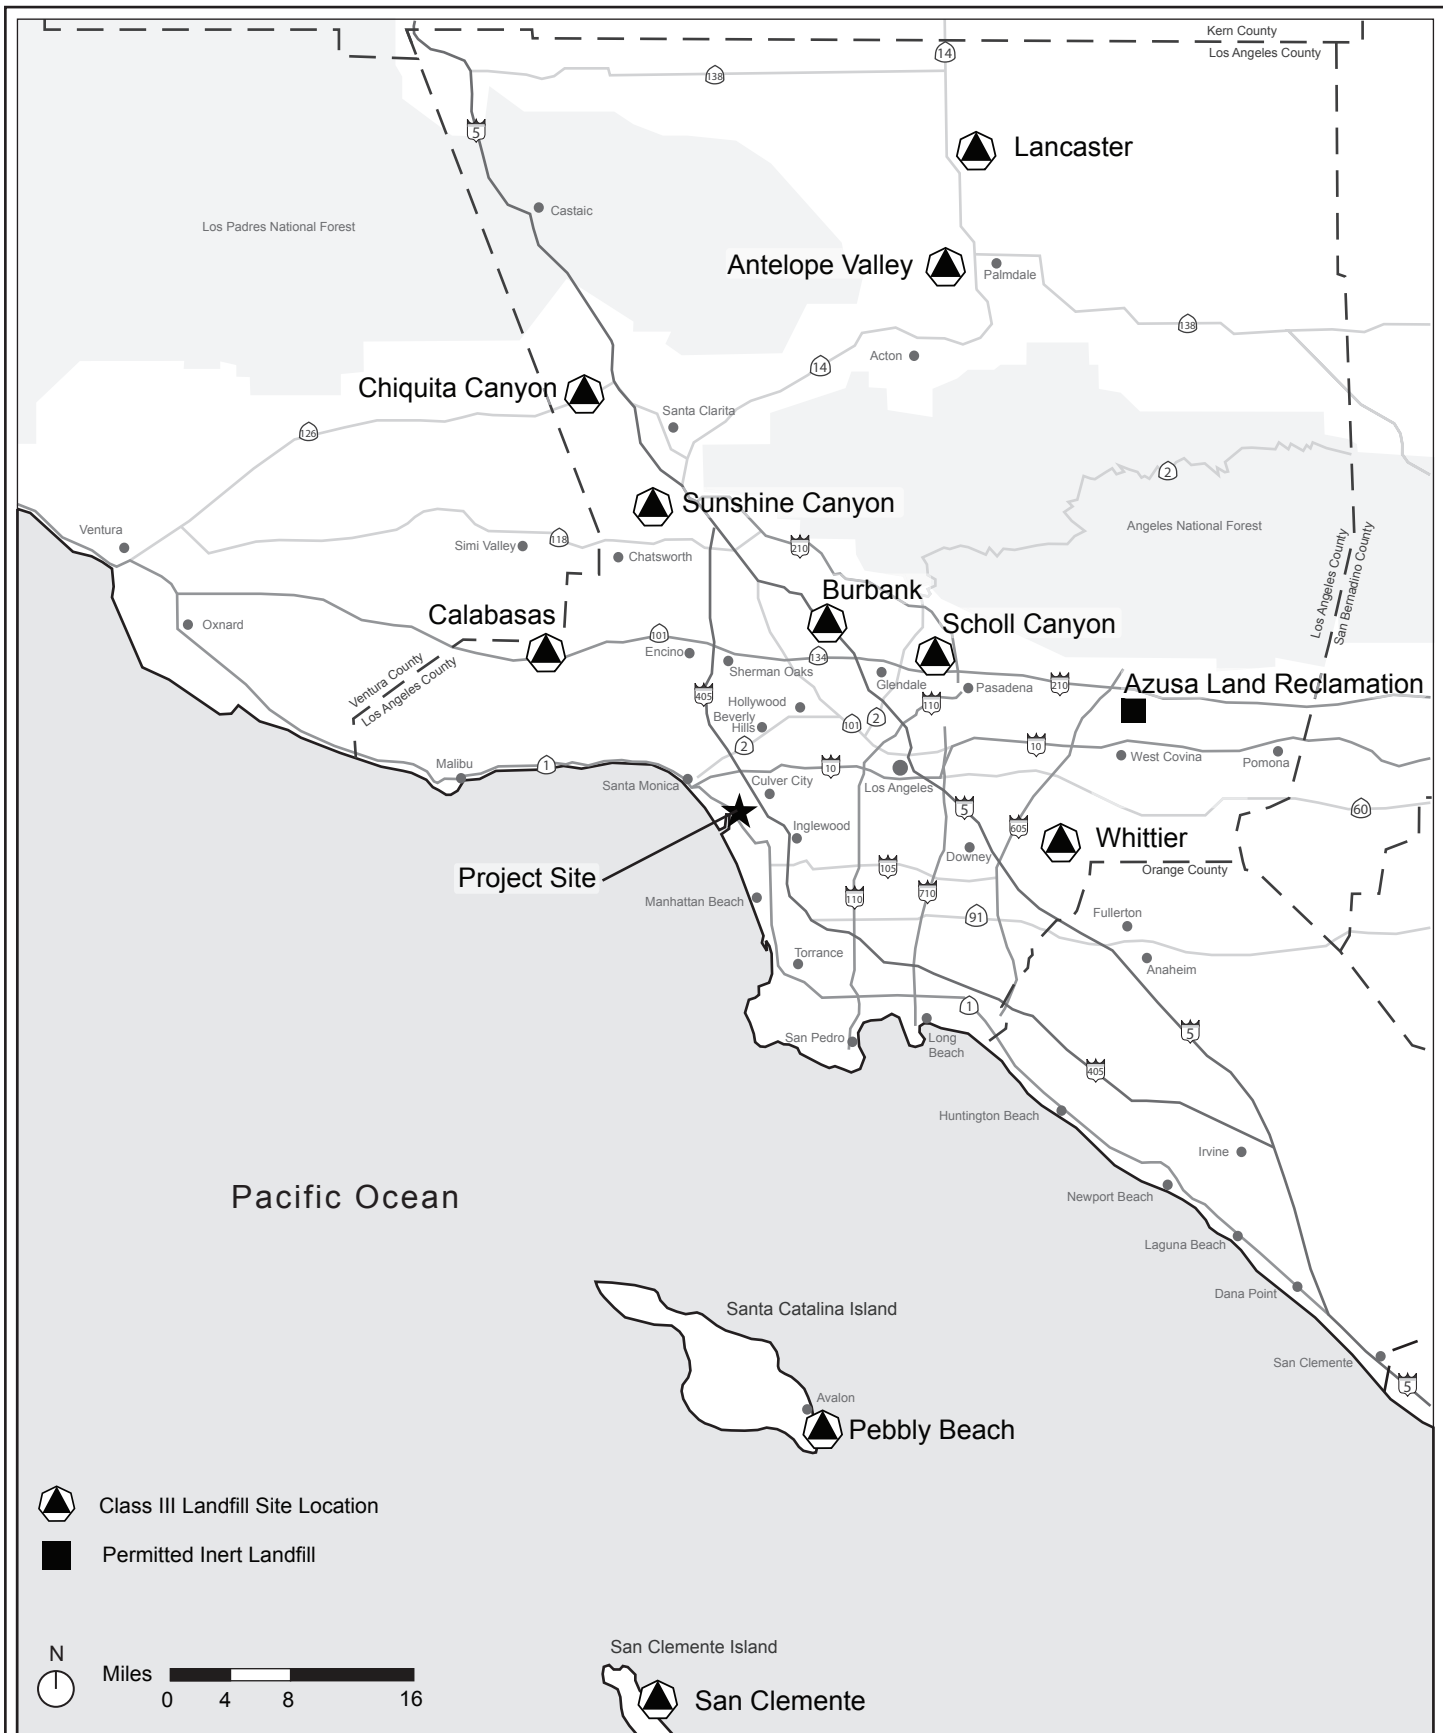 Kern County
Los Angeles County
14
138
5
Lancaster
Castaic
Los Padres National Forest
Antelope Valley
Palmdale
138
Acton
14
Chiquita Canyon
Santa Clarita
126
2
Sunshine Canyon
Angeles National Forest
Ventura
Simi Valley
118
Chatsworth
210
Los Angeles County
San Bernadino County
Burbank
Calabasas
Scholl Canyon
Oxnard
101
Encino
134
Sherman Oaks
Glendale
Pasadena
210
Ventura County
Los Angeles County
Azusa Land Reclamation
405
Hollywood
110
Beverly
Hills
101
2
2
10
West Covina
Pomona
Malibu
1
Santa Monica
10
Culver City
Los Angeles
5
60
Inglewood
605
Whittier
Downey
Orange County
Project Site
105
Manhattan Beach
110
710
91
Fullerton
Torrance
Anaheim
1
San Pedro
Long
Beach
5
405
Huntington Beach
Irvine
Pacific Ocean
Newport Beach
Laguna Beach
Dana Point
Santa Catalina Island
San Clemente
5
Avalon
Pebbly Beach
Class III Landfill Site Location
Permitted Inert Landfill
San Clemente Island
N
Miles
0 4 8 16
San Clemente